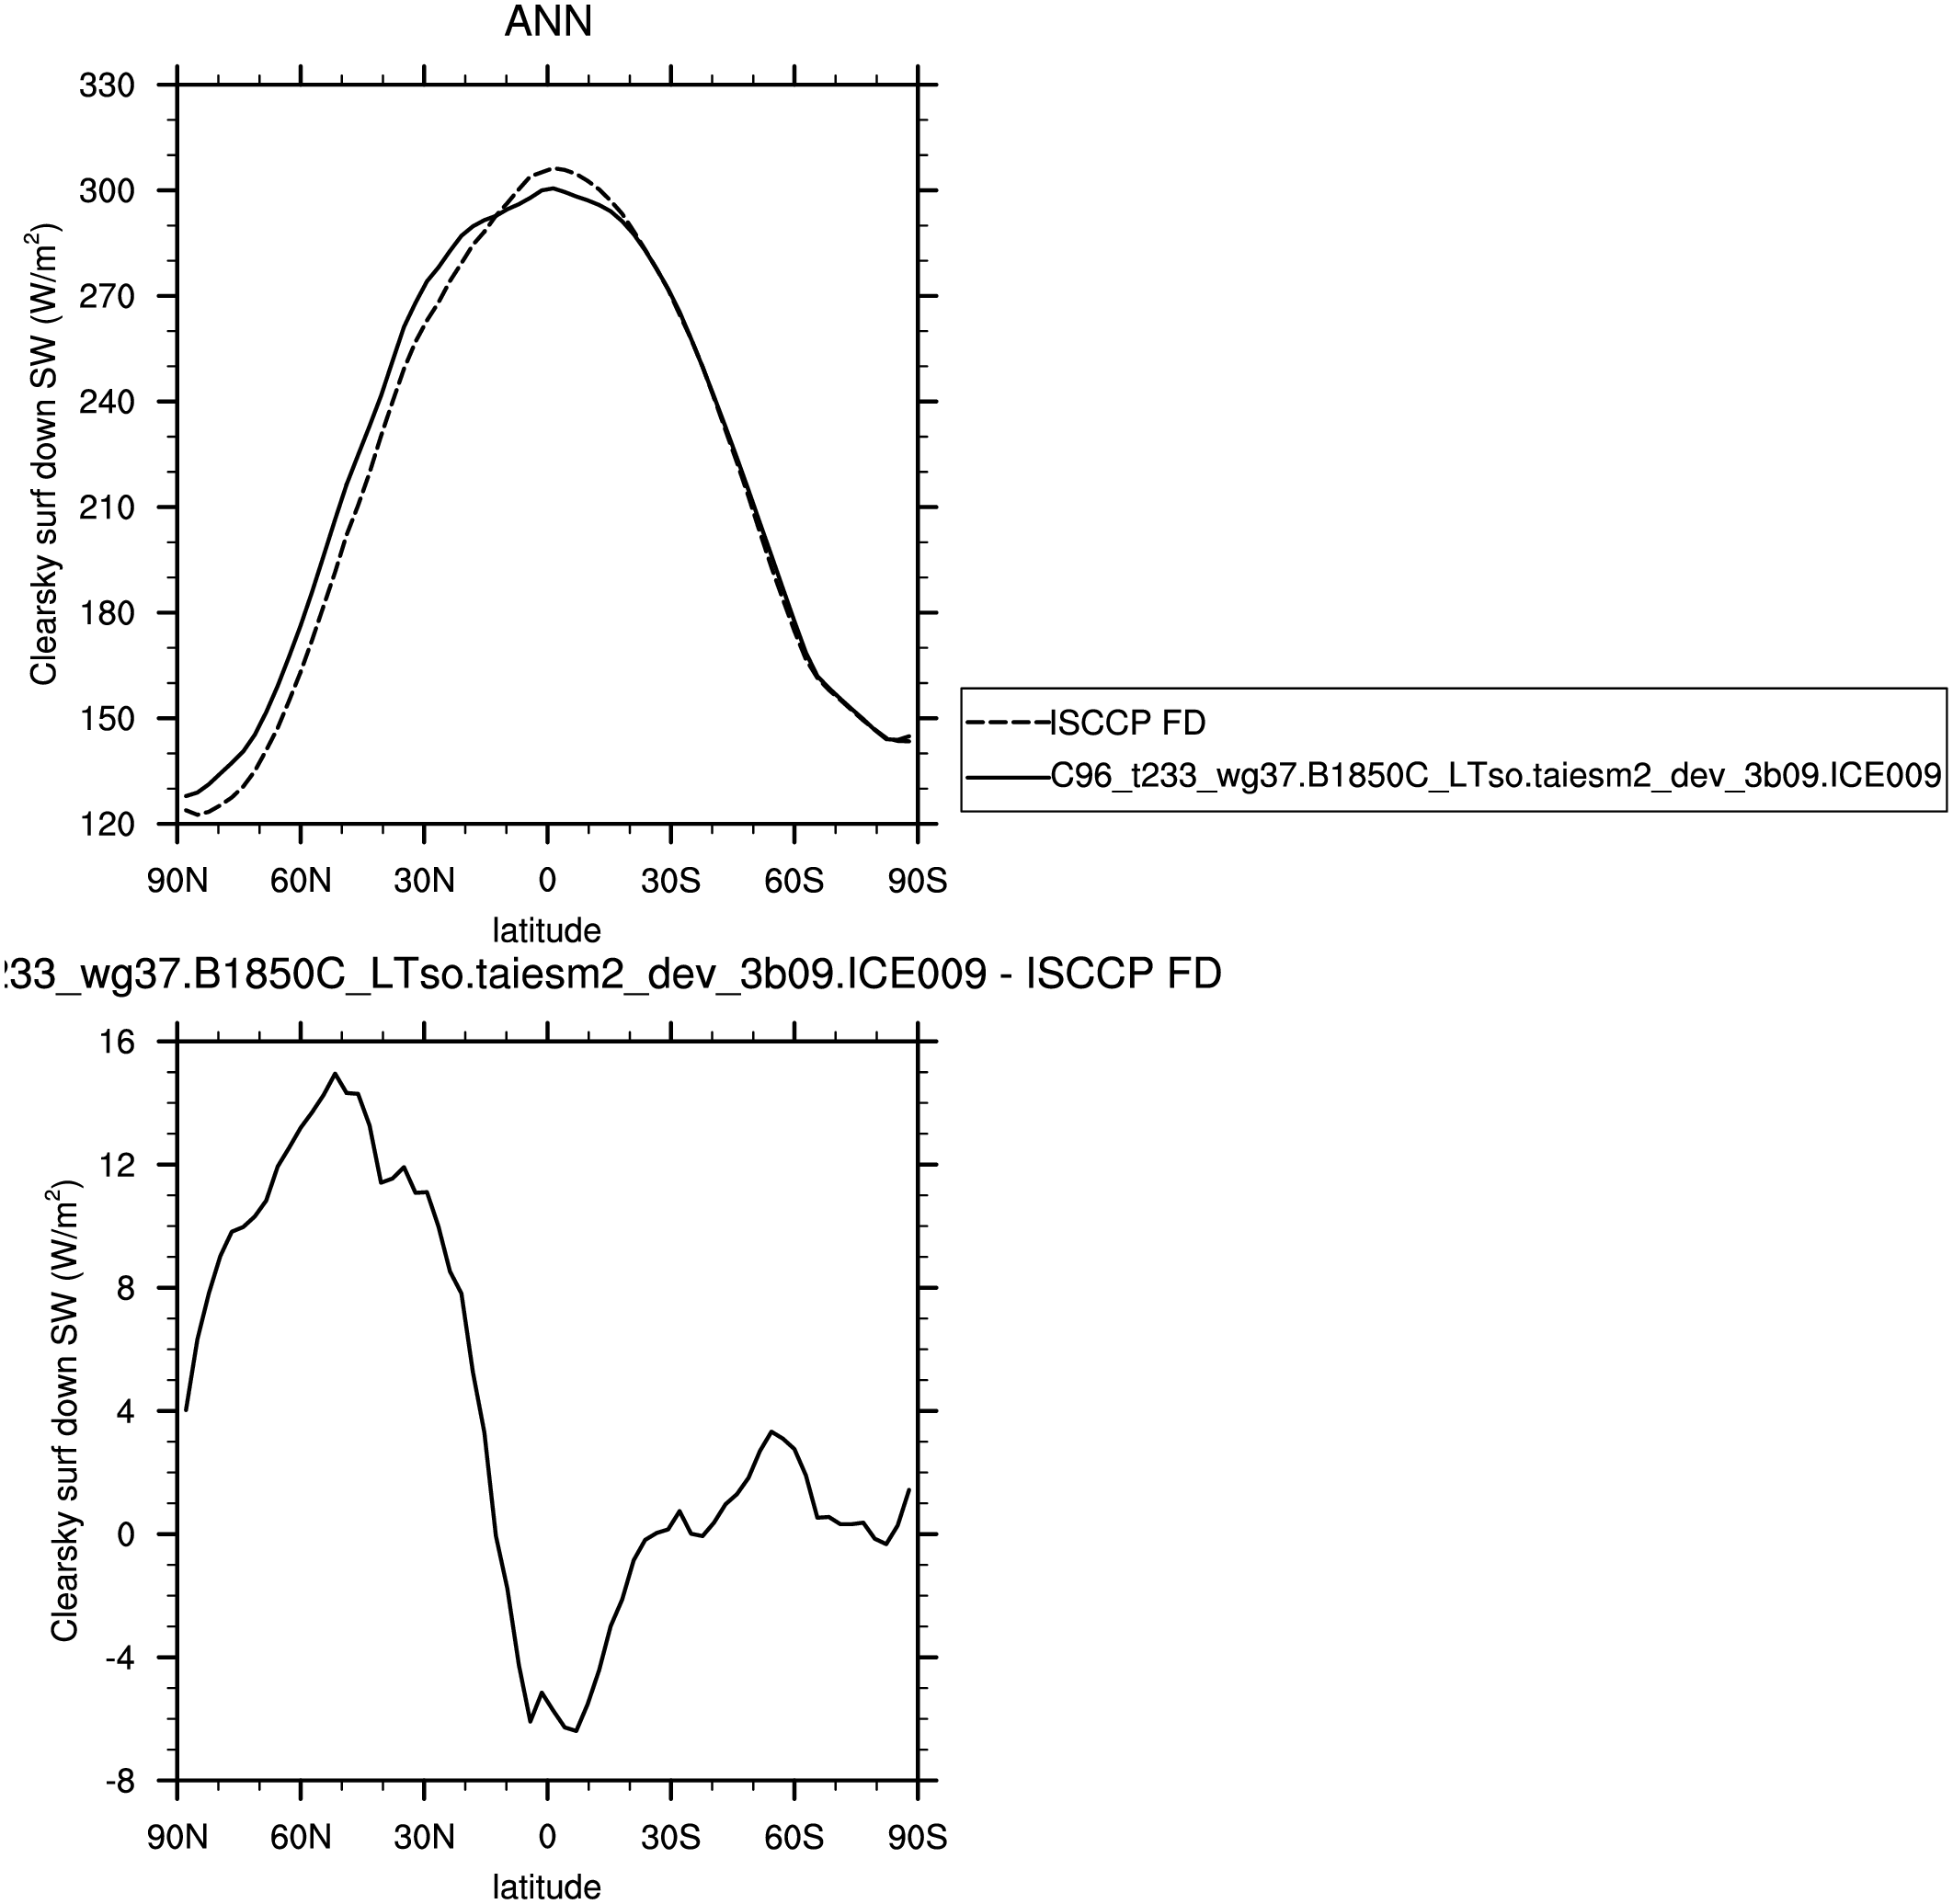 ANN
330
300
270
240
210
180
150
120
Clearsky surf down SW (W/m²)
90N 60N 30N 0 30S 60S 90S
latitude
ISCCP FD
C96_t233_wg37.B1850C_LTso.taiesm2_dev_3b09.ICE009
33_wg37.B1850C_LTso.taiesm2_dev_3b09.ICE009 - ISCCP FD
16
12
8
4
0
-4
-8
Clearsky surf down SW (W/m²)
90N 60N 30N 0 30S 60S 90S
latitude